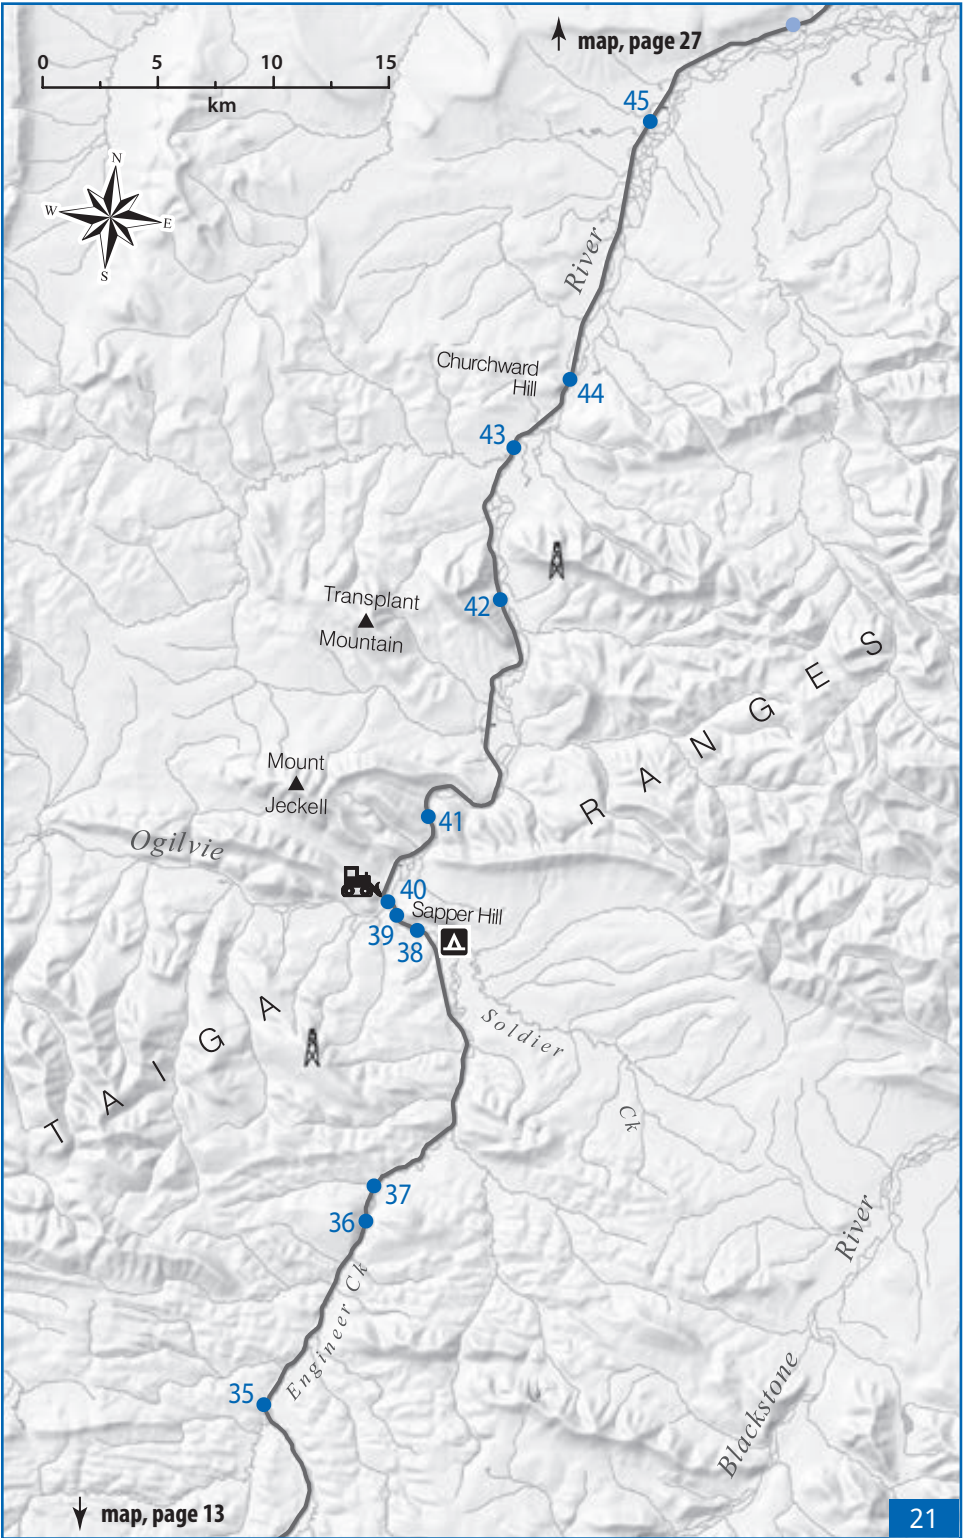 map, page 27
0 5 10 15
km
N
W
E
S
45
River
Churchward
Hill
44
43
Transplant
Mountain
42
RANGES
Mount
Jeckell
41
Ogilvie
40
Sapper Hill
39
38
TAIGA
Soldier
Ck
37
36
River
Engineer Ck
35
Blackstone
map, page 13
21